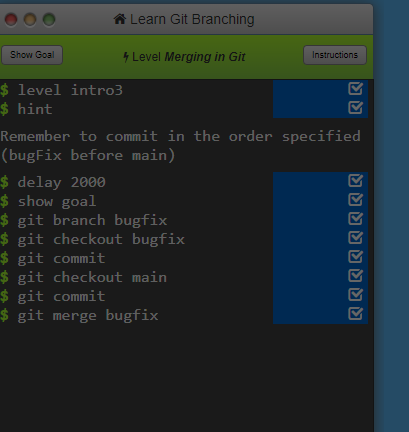 Learn Git Branching
Show Goal
Level Merging in Git
Instructions
$ level intro3
$ hint
Remember to commit in the order specified
(bugFix before main)
$ delay 2000
$ show goal
$ git branch bugfix
$ git checkout bugfix
$ git commit
$ git checkout main
$ git commit
$ git merge bugfix